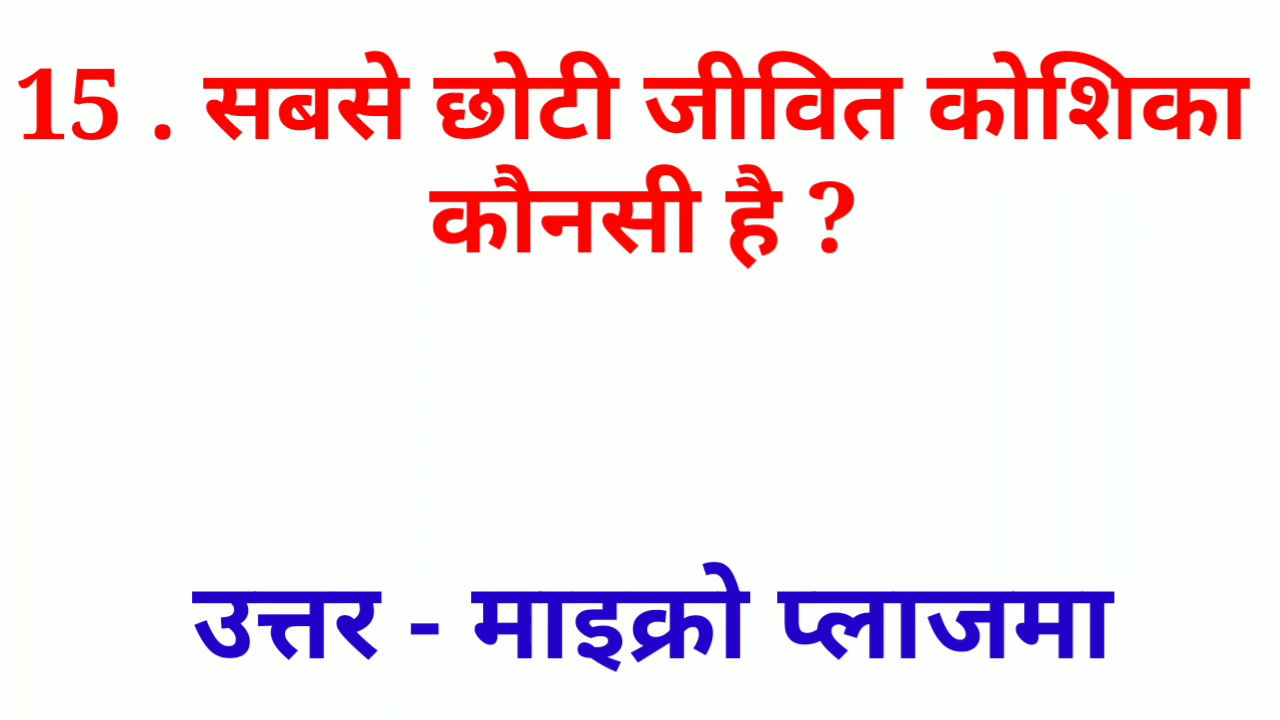 15 . सबसे छोटी जीवित कोशिका
कौनसी है ?
उत्तर - माइक्रो प्लाजमा